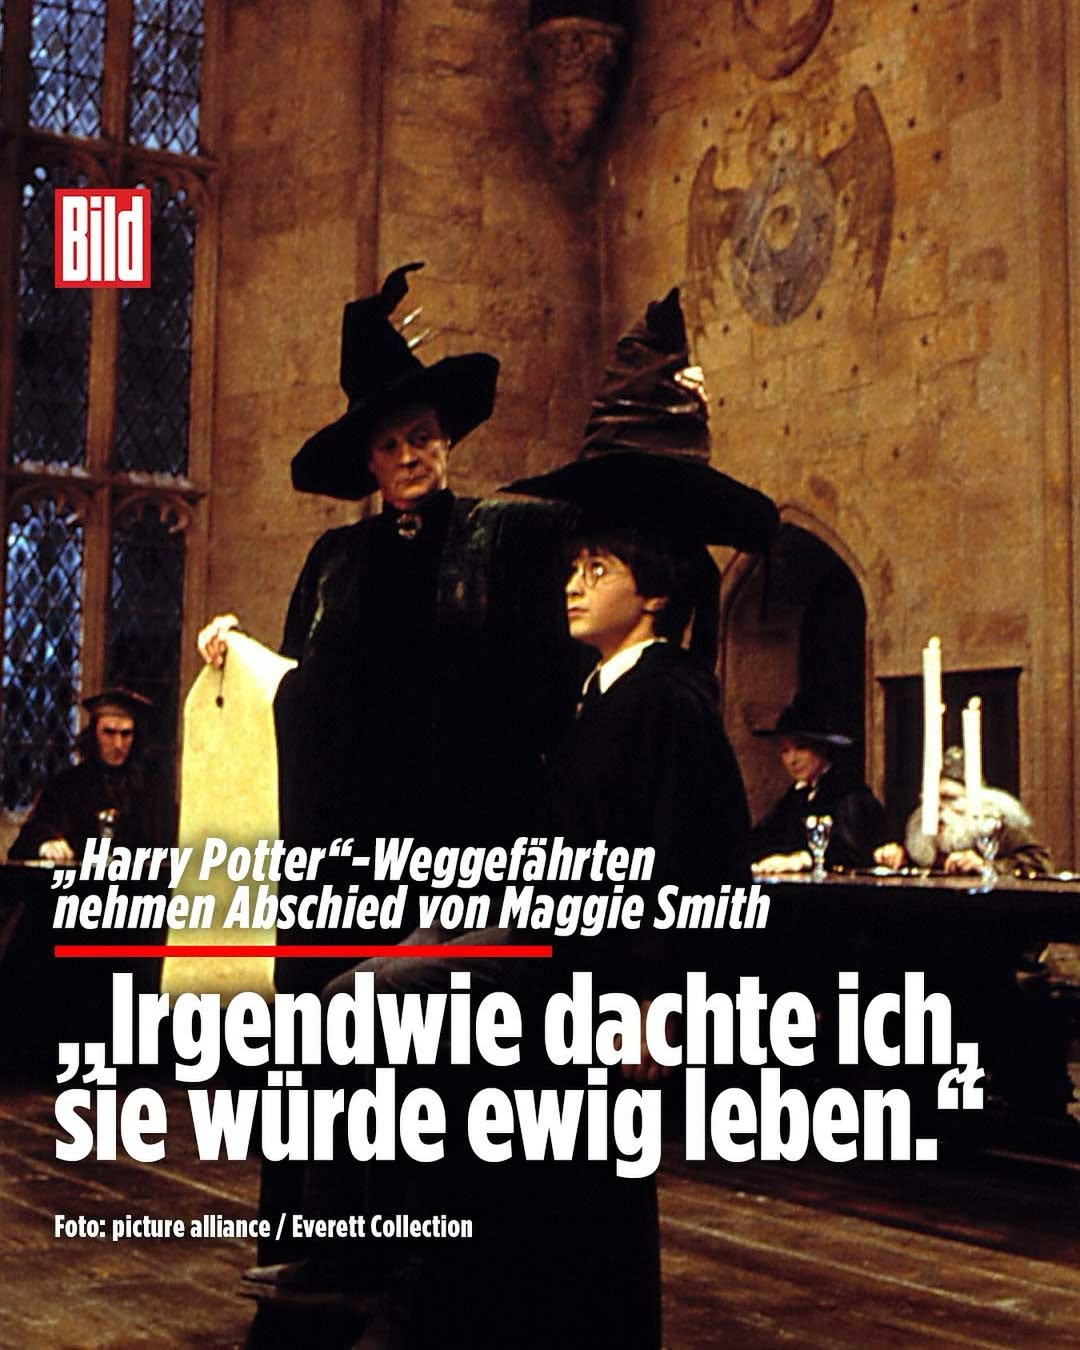 Bild
„Harry Potter“-Weggefährten
nehmen Abschied von Maggie Smith
„Irgendwie dachte ich,
sie würde ewig leben.“
Foto: picture alliance / Everett Collection